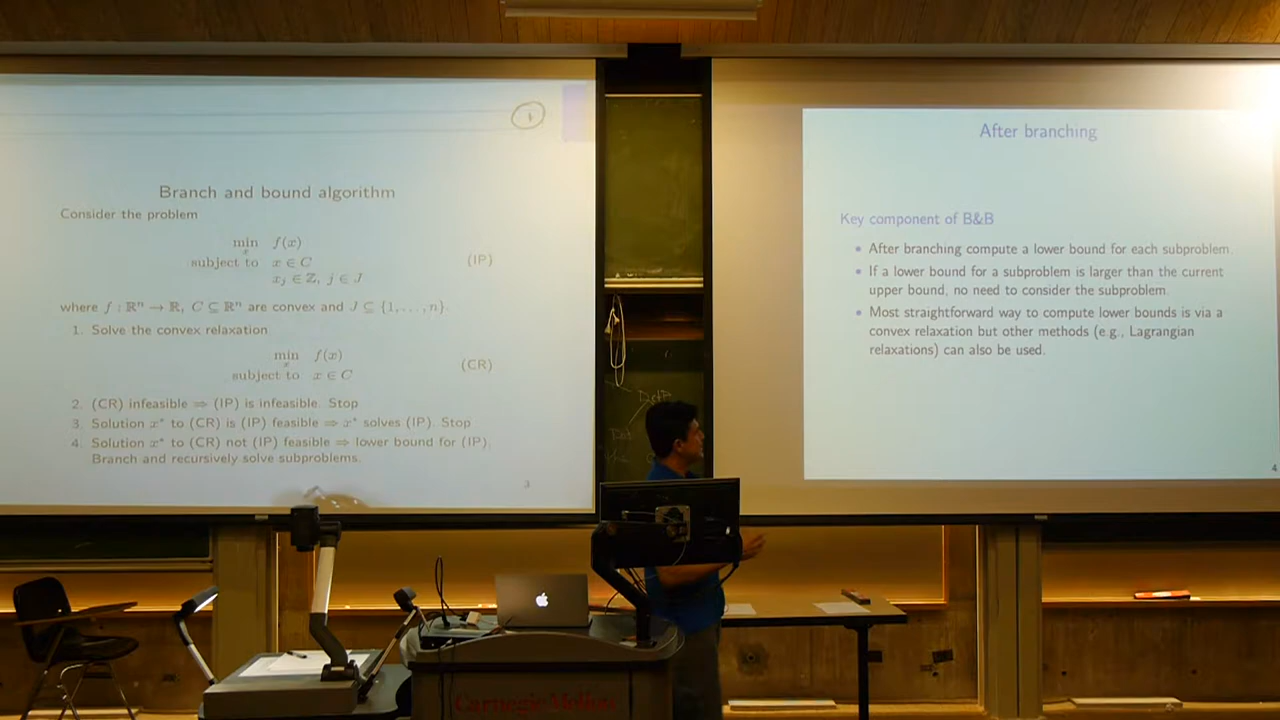 1
Branch and bound algorithm
Consider the problem
min f(x)
x
subject to x ∈ C
x_j ∈ ℤ, j ∈ J (IP)
where f : ℝⁿ → ℝ, C ⊆ ℝⁿ are convex and J ⊆ {1, . . . , n}.
1. Solve the convex relaxation
min f(x)
x
subject to x ∈ C (CR)
2. (CR) infeasible ⇒ (IP) is infeasible. Stop
3. Solution x* to (CR) is (IP) feasible ⇒ x* solves (IP). Stop
4. Solution x* to (CR) not (IP) feasible ⇒ lower bound for (IP).
Branch and recursively solve subproblems.
3
After branching
Key component of B&B
• After branching compute a lower bound for each subproblem.
• If a lower bound for a subproblem is larger than the current
upper bound, no need to consider the subproblem.
• Most straightforward way to compute lower bounds is via a
convex relaxation but other methods (e.g., Lagrangian
relaxations) can also be used.
4
Carnegie Mellon